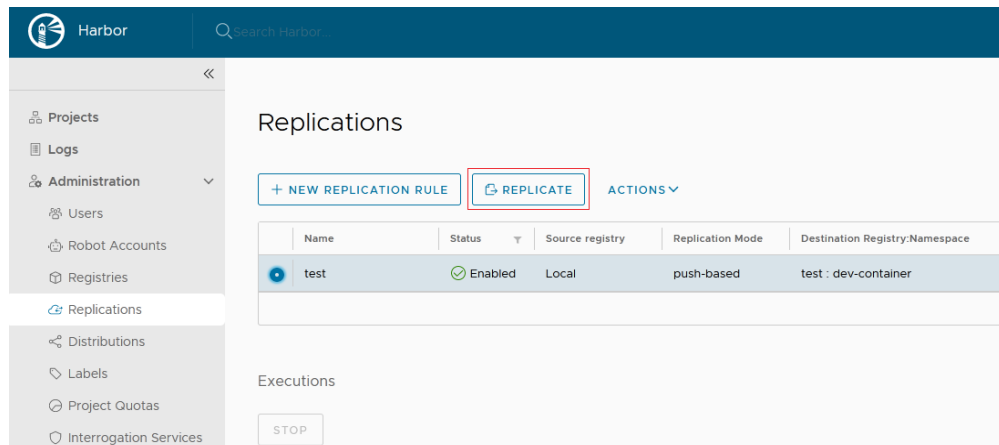 Harbor
Search Harbor...
Projects
Logs
Administration
Users
Robot Accounts
Registries
Replications
Distributions
Labels
Project Quotas
Interrogation Services
Replications
+ NEW REPLICATION RULE REPLICATE ACTIONS
Name Status Source registry Replication Mode Destination Registry:Namespace
test Enabled Local push-based test : dev-container
Executions
STOP